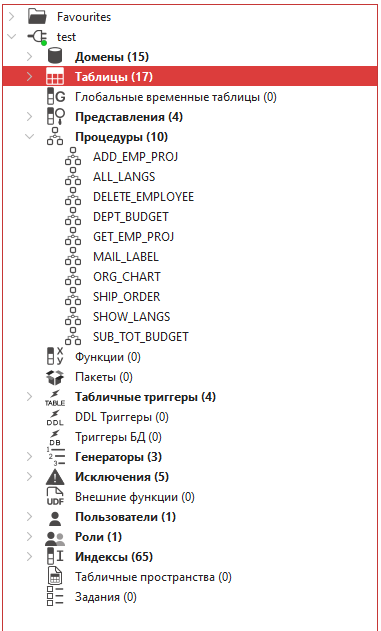 Favourites
test
Домены (15)
Таблицы (17)
G Глобальные временные таблицы (0)
Представления (4)
Процедуры (10)
ADD_EMP_PROJ
ALL_LANGS
DELETE_EMPLOYEE
DEPT_BUDGET
GET_EMP_PROJ
MAIL_LABEL
ORG_CHART
SHIP_ORDER
SHOW_LANGS
SUB_TOT_BUDGET
X y Функции (0)
Пакеты (0)
TABLE Табличные триггеры (4)
DDL DDL Триггеры (0)
DB Триггеры БД (0)
1 2 3 Генераторы (3)
Исключения (5)
UDF Внешние функции (0)
Пользователи (1)
Роли (1)
I Индексы (65)
Табличные пространства (0)
Задания (0)